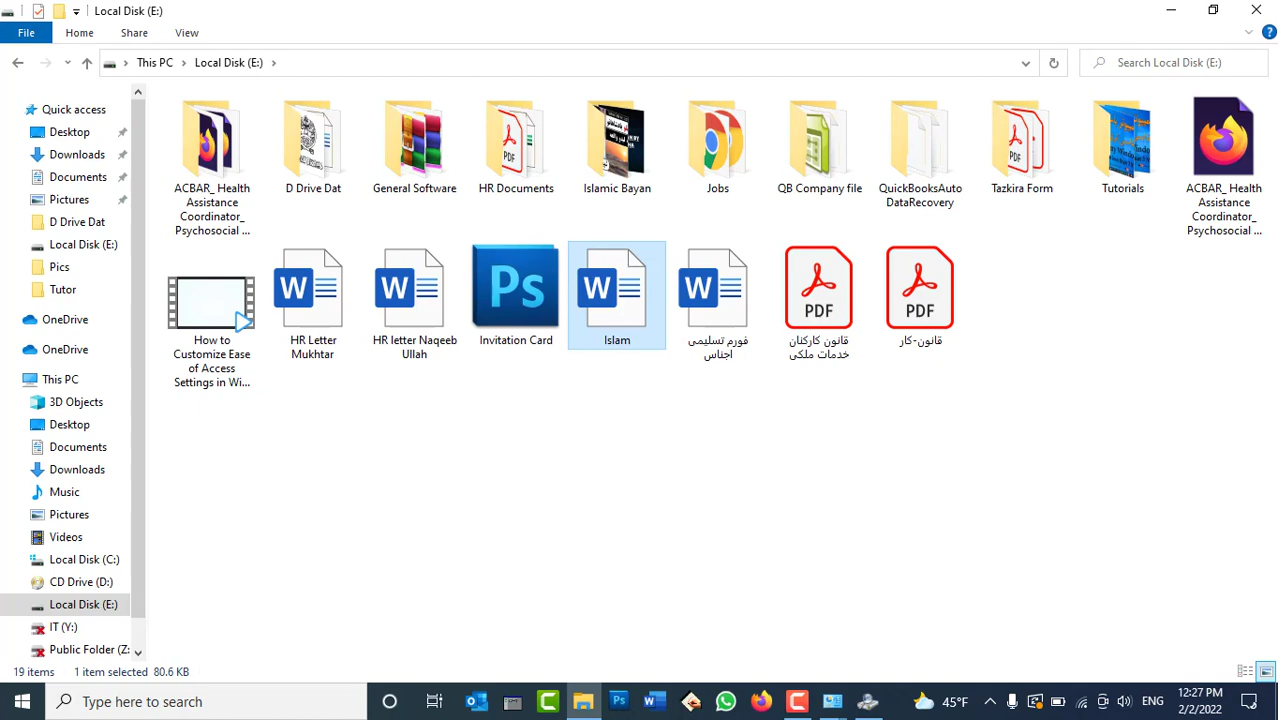 Local Disk (E:)
File Home Share View
This PC Local Disk (E:)
Search Local Disk (E:)
Quick access
Desktop
Downloads
Documents
Pictures
D Drive Dat
Local Disk (E:)
Pics
Tutor
OneDrive
OneDrive
This PC
3D Objects
Desktop
Documents
Downloads
Music
Pictures
Videos
Local Disk (C:)
CD Drive (D:)
Local Disk (E:)
IT (Y:)
Public Folder (Z:
ACBAR_ Health
Assistance
Coordinator_
Psychosocial ...
D Drive Dat
General Software
PDF
HR Documents
Islamic Bayan
Jobs
QB Company file
QuickBooksAuto
DataRecovery
PDF
Tazkira Form
Tutorials
ACBAR_ Health
Assistance
Coordinator_
Psychosocial ...
How to
Customize Ease
of Access
Settings in Wi...
W
HR Letter
Mukhtar
W
HR letter Naqeeb
Ullah
Ps
Invitation Card
W
Islam
W
فورم تسلیمی
اجناس
PDF
قانون کارکنان
خدمات ملکی
PDF
قانون-کار
19 items 1 item selected 80.6 KB
Type here to search
45°F
ENG
12:27 PM
2/2/2022